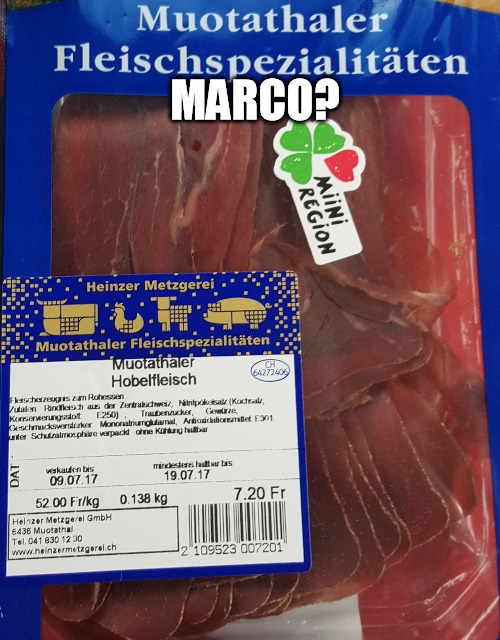 Muotathaler
Fleischspezialitäten
MARCO?
MiiNi
REGiON
Heinzer Metzgerei
Muotathaler Fleischspezialitäten
Muotathaler
Hobelfleisch
CH
64272406
Fleischerzeugnis zum Rohessen
Zutaten: Rindfleisch aus der Zentralschweiz, Nitritpökelsalz (Kochsalz,
Konservierungsstoff: E250), Traubenzucker, Gewürze,
Geschmacksverstärker: Mononatriumglutamat, Antioxidationsmittel: E301.
unter Schutzatmosphäre verpackt ohne Kühlung haltbar
DAT.
verkaufen bis mindestens haltbar bis
09.07.17 19.07.17
52.00 Fr/kg 0.138 kg 7.20 Fr
Heinzer Metzgerei GmbH
6436 Muotathal
Tel. 041 830 12 30
www.heinzermetzgerei.ch
2 109523 007201